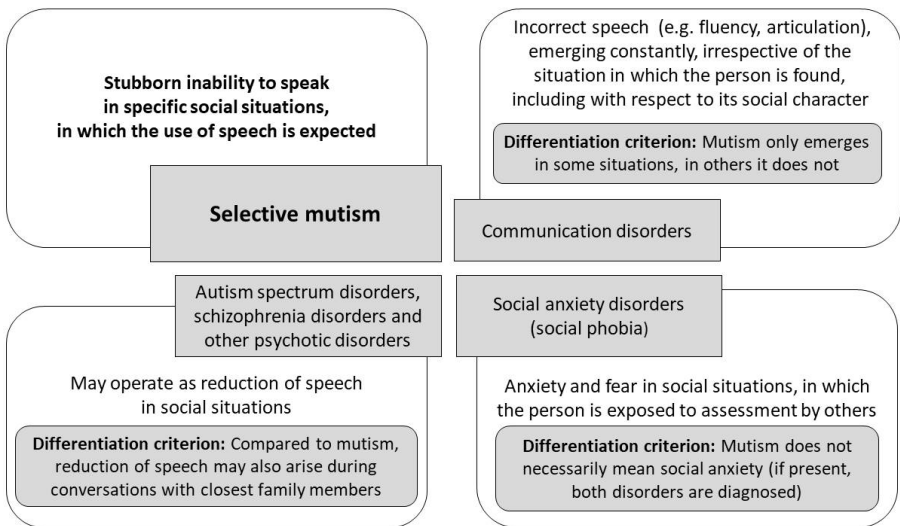 Stubborn inability to speak
in specific social situations,
in which the use of speech is expected
Selective mutism
Incorrect speech (e.g. fluency, articulation),
emerging constantly, irrespective of the
situation in which the person is found,
including with respect to its social character
Differentiation criterion: Mutism only emerges
in some situations, in others it does not
Communication disorders
Autism spectrum disorders,
schizophrenia disorders and
other psychotic disorders
May operate as reduction of speech
in social situations
Differentiation criterion: Compared to mutism,
reduction of speech may also arise during
conversations with closest family members
Social anxiety disorders
(social phobia)
Anxiety and fear in social situations, in which
the person is exposed to assessment by others
Differentiation criterion: Mutism does not
necessarily mean social anxiety (if present,
both disorders are diagnosed)